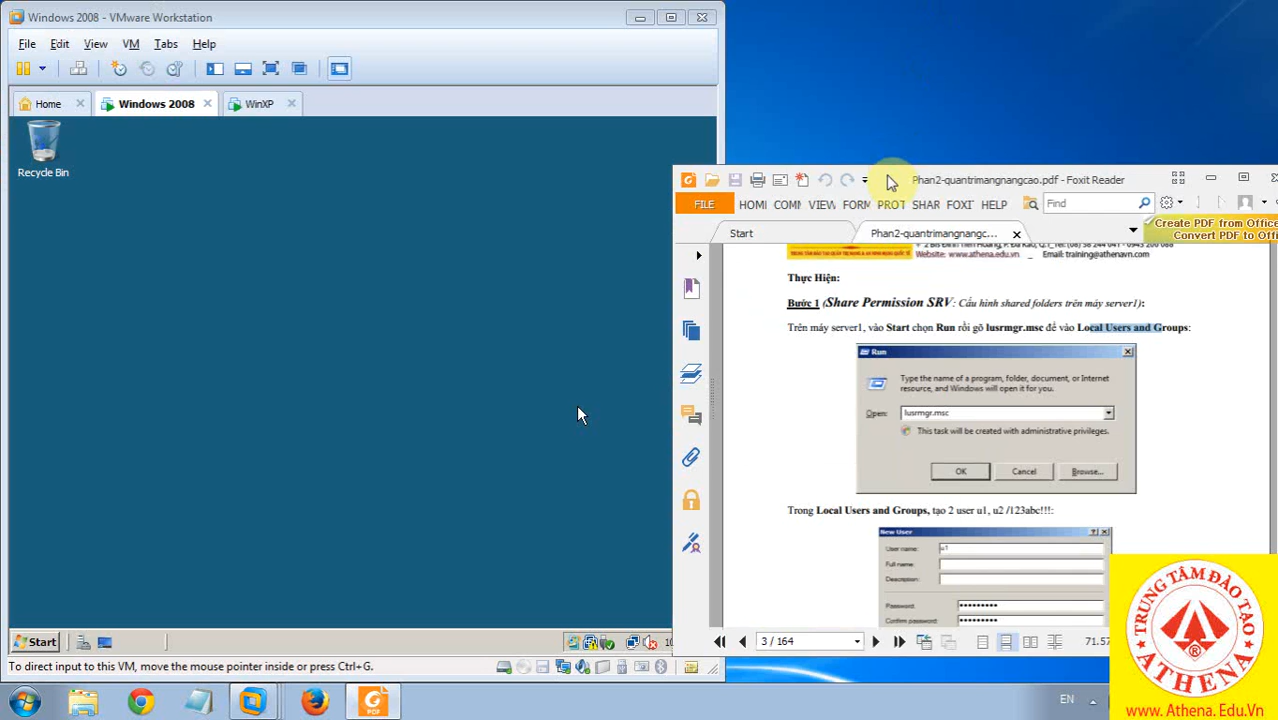 Windows 2008 - VMware Workstation
File Edit View VM Tabs Help
Home
Windows 2008
WinXP
Recycle Bin
Start
10
To direct input to this VM, move the mouse pointer inside or press Ctrl+G.
Phan2-quantrimangnangcao.pdf - Foxit Reader
FILE HOMI COMM VIEW FORM PROT SHAR FOXI HELP
Find
Create PDF from Office
Convert PDF to Offi
Start
Phan2-quantrimangnangc...
Website: www.athena.edu.vn Email: training@athenavn.com
Thực Hiện:
Bước 1 (Share Permission SRV: Cấu hình shared folders trên máy server1):
Trên máy server1, vào Start chọn Run rồi gõ lusrmgr.msc để vào Local Users and Groups:
Run
Type the name of a program, folder, document, or Internet
resource, and Windows will open it for you.
Open: lusrmgr.msc
This task will be created with administrative privileges.
OK Cancel Browse...
Trong Local Users and Groups, tạo 2 user u1, u2 /123abc!!!:
New User
User name: u1
Full name:
Description:
Password: •••••••••
Confirm password: •••••••••
3 / 164
71.57
EN
TRUNG TÂM ĐÀO TẠO
ATHENA
www.Athena.Edu.Vn